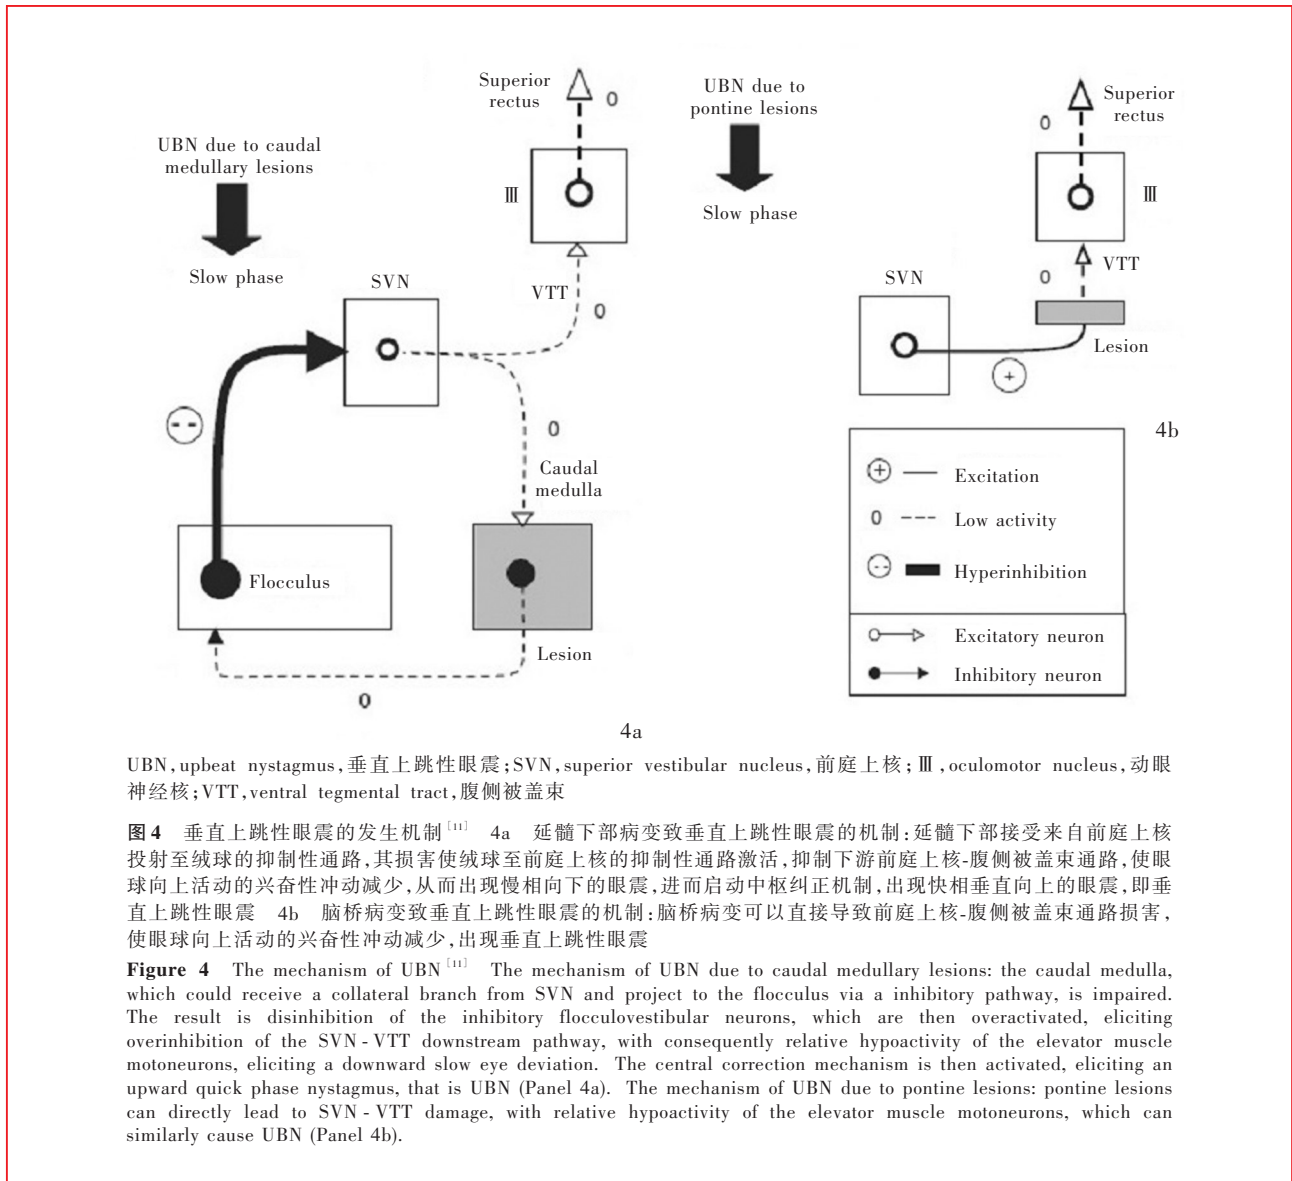 Superior
rectus
0
UBN due to caudal
medullary lesions
Slow phase
Ⅲ
SVN
VTT
0
0
Caudal
medulla
Flocculus
Lesion
0
4a
UBN due to
pontine lesions
Slow phase
Superior
rectus
0
Ⅲ
VTT
0
SVN
Lesion
+
4b
+ Excitation
0 Low activity
-- Hyperinhibition
Excitatory neuron
Inhibitory neuron
--
UBN,upbeat nystagmus,垂直上跳性眼震;SVN,superior vestibular nucleus,前庭上核;Ⅲ,oculomotor nucleus,动眼
神经核;VTT,ventral tegmental tract,腹侧被盖束
图4 垂直上跳性眼震的发生机制[11] 4a 延髓下部病变致垂直上跳性眼震的机制:延髓下部接受来自前庭上核
投射至绒球的抑制性通路,其损害使绒球至前庭上核的抑制性通路激活,抑制下游前庭上核-腹侧被盖束通路,使眼
球向上活动的兴奋性冲动减少,从而出现慢相向下的眼震,进而启动中枢纠正机制,出现快相垂直向上的眼震,即垂
直上跳性眼震 4b 脑桥病变致垂直上跳性眼震的机制:脑桥病变可以直接导致前庭上核-腹侧被盖束通路损害,
使眼球向上活动的兴奋性冲动减少,出现垂直上跳性眼震
Figure 4 The mechanism of UBN[11] The mechanism of UBN due to caudal medullary lesions: the caudal medulla,
which could receive a collateral branch from SVN and project to the flocculus via a inhibitory pathway, is impaired.
The result is disinhibition of the inhibitory flocculovestibular neurons, which are then overactivated, eliciting
overinhibition of the SVN - VTT downstream pathway, with consequently relative hypoactivity of the elevator muscle
motoneurons, eliciting a downward slow eye deviation. The central correction mechanism is then activated, eliciting an
upward quick phase nystagmus, that is UBN (Panel 4a). The mechanism of UBN due to pontine lesions: pontine lesions
can directly lead to SVN - VTT damage, with relative hypoactivity of the elevator muscle motoneurons, which can
similarly cause UBN (Panel 4b).